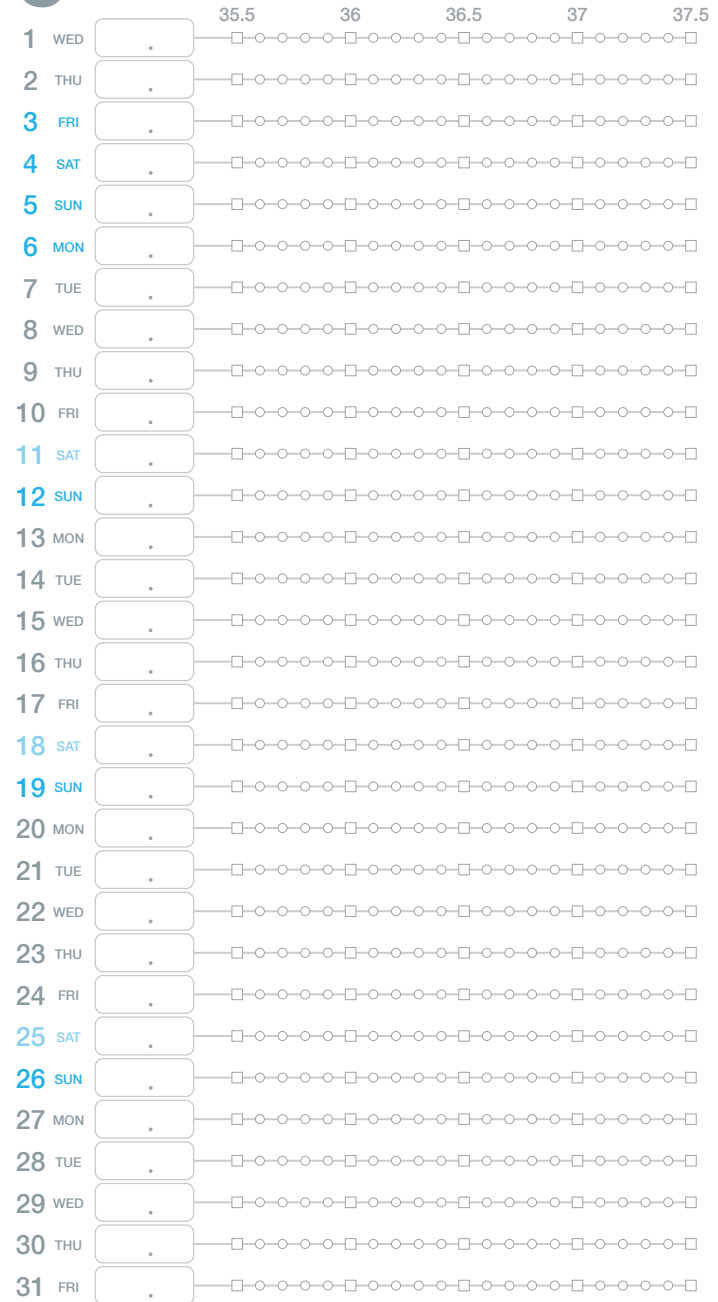 35.5 36 36.5 37 37.5
1 WED .
2 THU .
3 FRI .
4 SAT .
5 SUN .
6 MON .
7 TUE .
8 WED .
9 THU .
10 FRI .
11 SAT .
12 SUN .
13 MON .
14 TUE .
15 WED .
16 THU .
17 FRI .
18 SAT .
19 SUN .
20 MON .
21 TUE .
22 WED .
23 THU .
24 FRI .
25 SAT .
26 SUN .
27 MON .
28 TUE .
29 WED .
30 THU .
31 FRI .